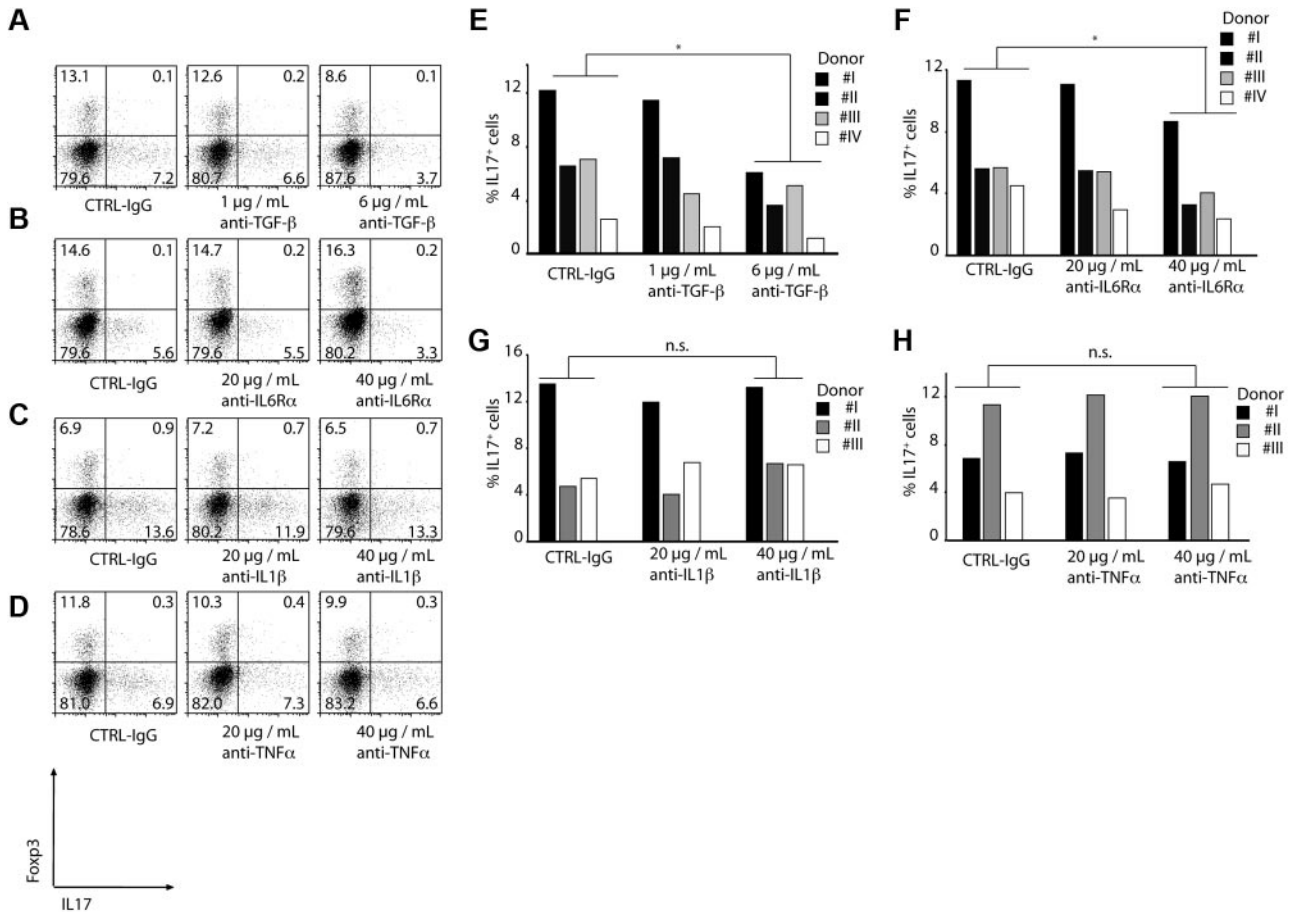 A
13.1 0.1
79.6 7.2
CTRL-IgG
12.6 0.2
80.7 6.6
1 µg / mL
anti-TGF-β
8.6 0.1
87.6 3.7
6 µg / mL
anti-TGF-β
B
14.6 0.1
79.6 5.6
CTRL-IgG
14.7 0.2
79.6 5.5
20 µg / mL
anti-IL6Rα
16.3 0.2
80.2 3.3
40 µg / mL
anti-IL6Rα
C
6.9 0.9
78.6 13.6
CTRL-IgG
7.2 0.7
80.2 11.9
20 µg / mL
anti-IL1β
6.5 0.7
79.6 13.3
40 µg / mL
anti-IL1β
D
11.8 0.3
81.0 6.9
CTRL-IgG
10.3 0.4
82.0 7.3
20 µg / mL
anti-TNFα
9.9 0.3
83.2 6.6
40 µg / mL
anti-TNFα
Foxp3
IL17
E
*
Donor
#I
#II
#III
#IV
% IL17⁺ cells
12
8
4
0
CTRL-IgG
1 µg / mL
anti-TGF-β
6 µg / mL
anti-TGF-β
F
*
Donor
#I
#II
#III
#IV
% IL17⁺ cells
12
8
4
0
CTRL-IgG
20 µg / mL
anti-IL6Rα
40 µg / mL
anti-IL6Rα
G
n.s.
Donor
#I
#II
#III
% IL17⁺ cells
16
12
8
4
0
CTRL-IgG
20 µg / mL
anti-IL1β
40 µg / mL
anti-IL1β
H
n.s.
Donor
#I
#II
#III
% IL17⁺ cells
12
8
4
0
CTRL-IgG
20 µg / mL
anti-TNFα
40 µg / mL
anti-TNFα